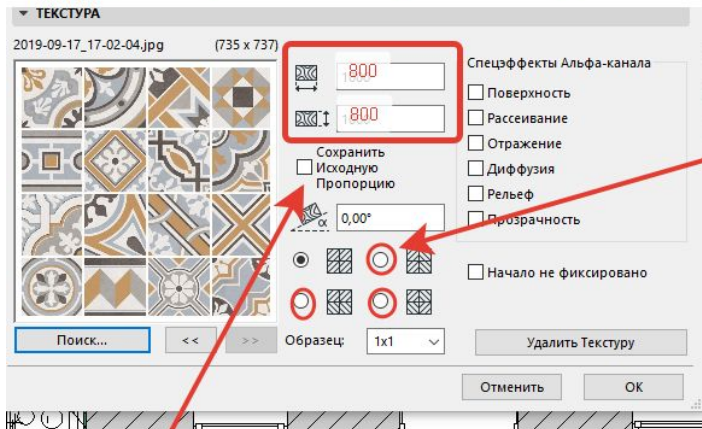 ТЕКСТУРА
2019-09-17_17-02-04.jpg (735 x 737)
800
800
Сохранить
Исходную
Пропорцию
α 0,00°
Образец: 1x1
Поиск... << >>
Спецэффекты Альфа-канала
Поверхность
Рассеивание
Отражение
Диффузия
Рельеф
Прозрачность
Начало не фиксировано
Удалить Текстуру
Отменить OK